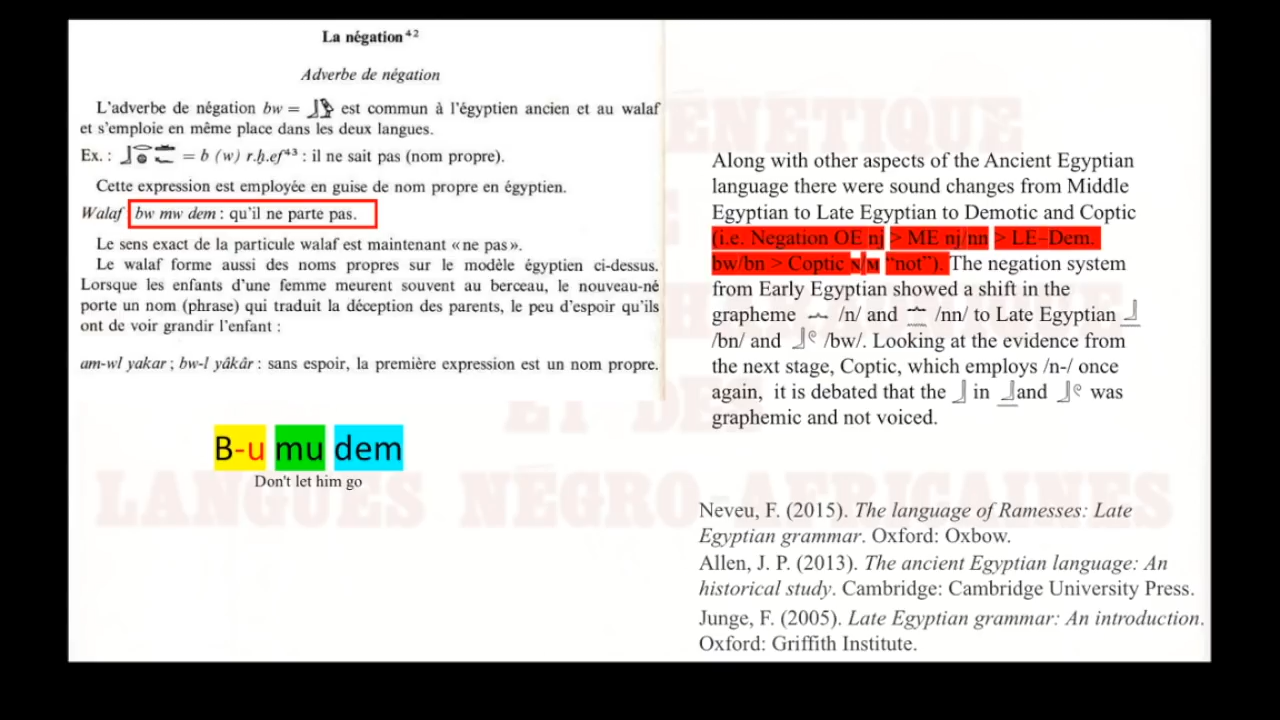 La négation⁴²
Adverbe de négation
L'adverbe de négation bw = 𓃀𓅱 est commun à l'égyptien ancien et au walaf
et s'emploie en même place dans les deux langues.
Ex. : = b (w) r.ḫ.ef⁴³ : il ne sait pas (nom propre).
Cette expression est employée en guise de nom propre en égyptien.
Walaf bw mw dem : qu'il ne parte pas.
Le sens exact de la particule walaf est maintenant « ne pas ».
Le walaf forme aussi des noms propres sur le modèle égyptien ci-dessus.
Lorsque les enfants d'une femme meurent souvent au berceau, le nouveau-né
porte un nom (phrase) qui traduit la déception des parents, le peu d'espoir qu'ils
ont de voir grandir l'enfant :
am-wl yakar ; bw-l yâkâr : sans espoir, la première expression est un nom propre.
B-u mu dem
Don't let him go
Along with other aspects of the Ancient Egyptian
language there were sound changes from Middle
Egyptian to Late Egyptian to Demotic and Coptic
(i.e. Negation OE nj > ME nj/nn > LE–Dem.
bw/bn > Coptic ⲛ/ⲙ "not"). The negation system
from Early Egyptian showed a shift in the
grapheme 𓂜 /n/ and /nn/ to Late Egyptian
/bn/ and 𓃀𓏲 /bw/. Looking at the evidence from
the next stage, Coptic, which employs /n-/ once
again, it is debated that the 𓃀 in and 𓃀𓏲 was
graphemic and not voiced.
Neveu, F. (2015). The language of Ramesses: Late
Egyptian grammar. Oxford: Oxbow.
Allen, J. P. (2013). The ancient Egyptian language: An
historical study. Cambridge: Cambridge University Press.
Junge, F. (2005). Late Egyptian grammar: An introduction.
Oxford: Griffith Institute.
ET DES
LANGUES NÉGRO-AFRICAINES